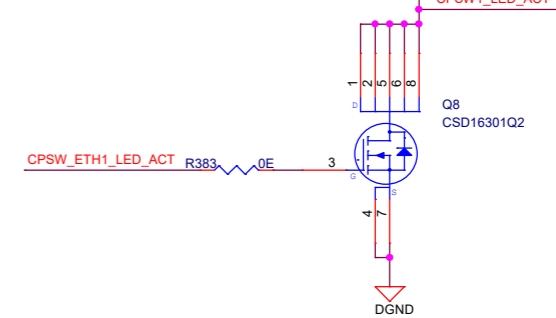 CPSW1_LED_ACT
1
2
5
6
8
D
Q8
CSD16301Q2
CPSW_ETH1_LED_ACT
R383
0E
3
G
S
4
7
DGND